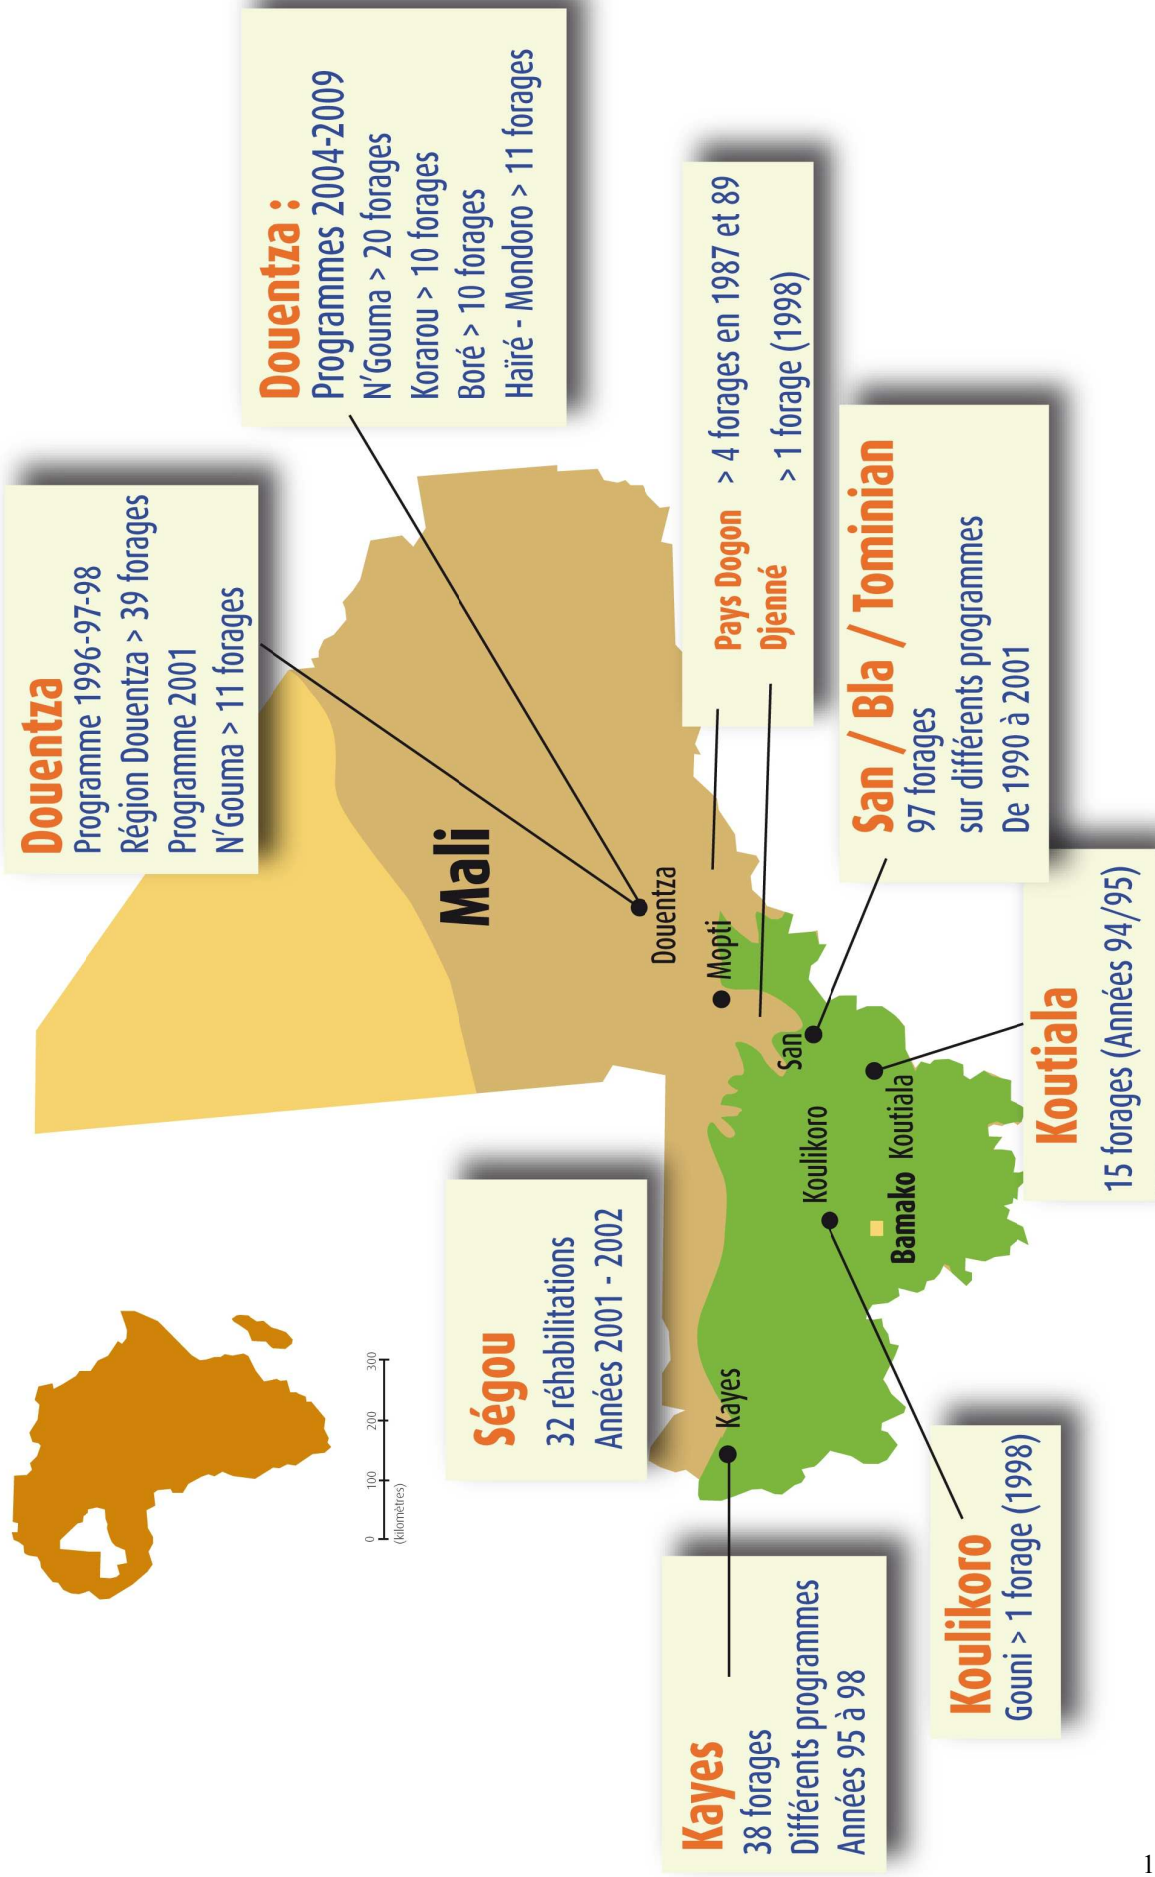 Douentza
Programme 1996-97-98
Région Douentza > 39 forages
Programme 2001
N'Gouma > 11 forages
Douentza :
Programmes 2004-2009
N'Gouma > 20 forages
Korarou > 10 forages
Boré > 10 forages
Haïré - Mondoro > 11 forages
0 100 200 300
(kilomètres)
Ségou
32 réhabilitations
Années 2001 - 2002
Mali
Douentza
Mopti
San
Koutiala
Koulikoro
Bamako
Kayes
Pays Dogon > 4 forages en 1987 et 89
Djenné > 1 forage (1998)
Kayes
38 forages
Différents programmes
Années 95 à 98
San / Bla / Tominian
97 forages
sur différents programmes
De 1990 à 2001
Koulikoro
Gouni > 1 forage (1998)
Koutiala
15 forages (Années 94/95)
1